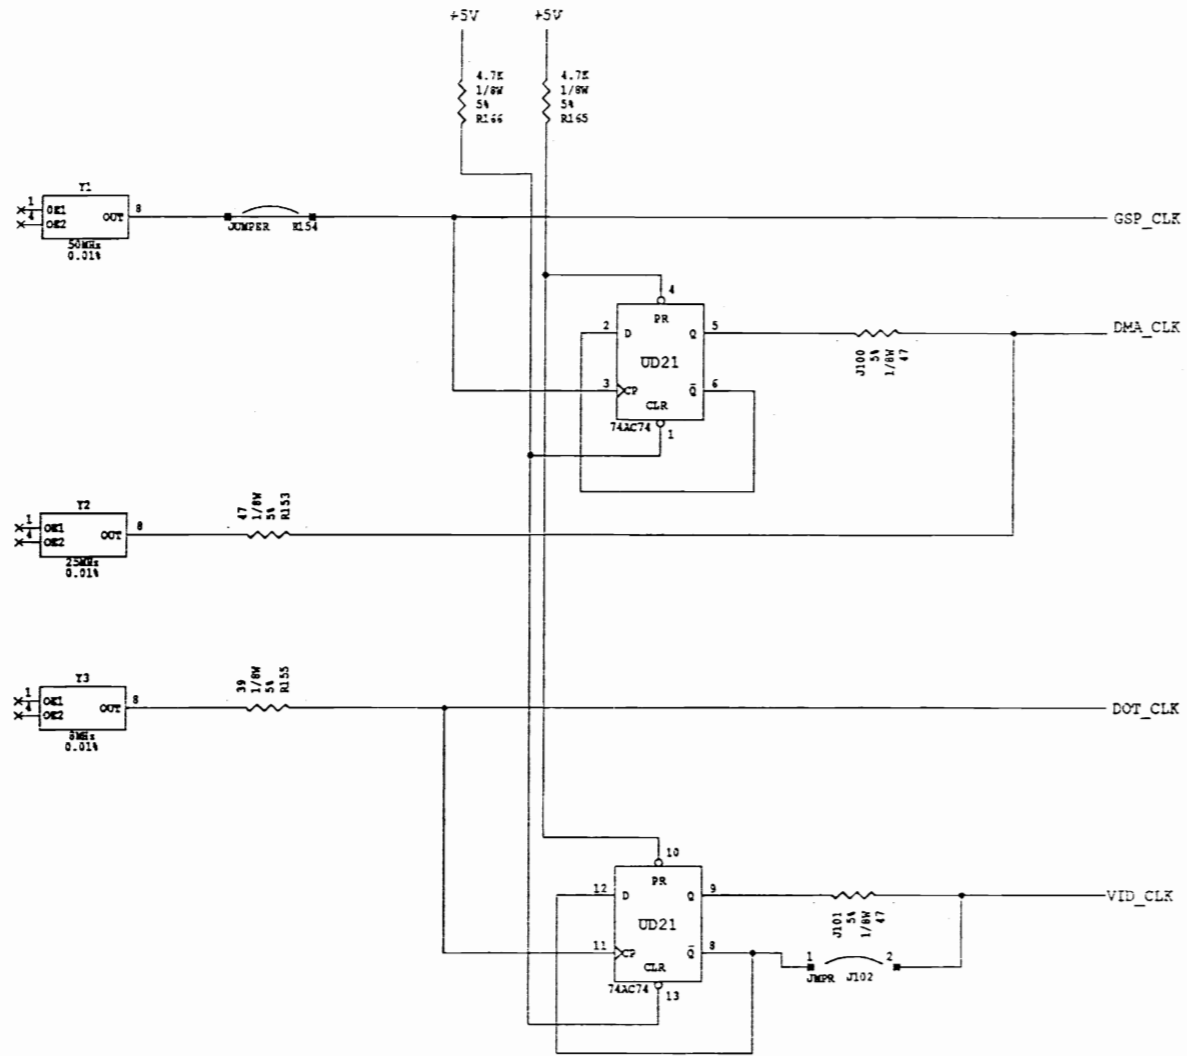 +5V
+5V
4.7K
1/8W
5%
R166
4.7K
1/8W
5%
R165
Y1
1
4
OE1
OE2
OUT
8
50MHz
0.01%
JUMPER
R154
GSP_CLK
4
PR
2
D
Q
5
UD21
3
CP
Q
6
CLR
74AC74
1
J100
5%
1/8W
47
DMA_CLK
Y2
1
4
OE1
OE2
OUT
8
25MHz
0.01%
47
1/8W
5%
R153
Y3
1
4
OE1
OE2
OUT
8
8MHz
0.01%
39
1/8W
5%
R155
DOT_CLK
10
PR
12
D
Q
9
UD21
11
CP
Q
8
CLR
74AC74
13
J101
5%
1/8W
47
VID_CLK
1
2
JMPR
J102